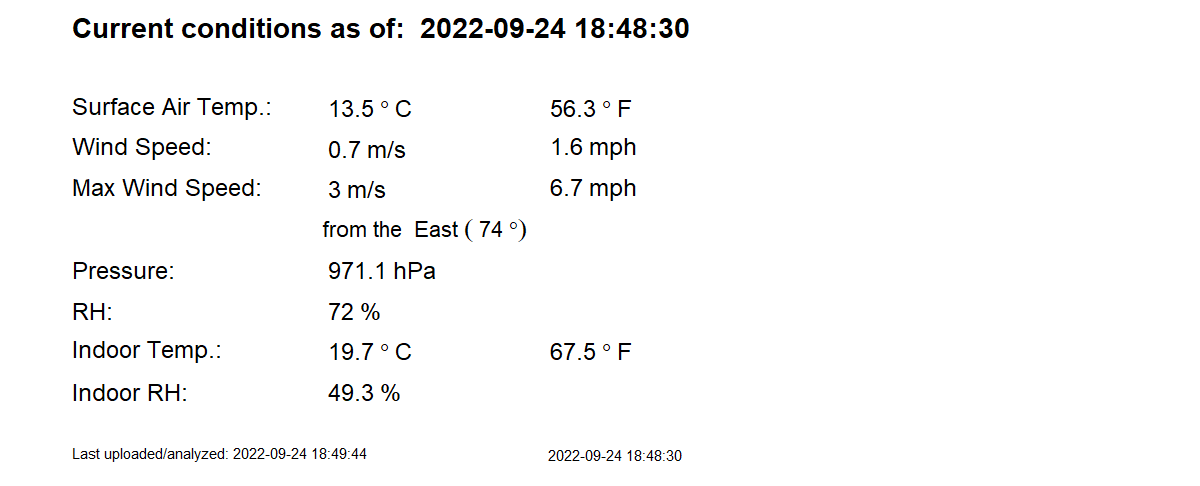 Current conditions as of:  2022-09-24 18:48:30
Surface Air Temp.: 13.5 ° C 56.3 ° F
Wind Speed: 0.7 m/s 1.6 mph
Max Wind Speed: 3 m/s 6.7 mph
from the  East ( 74 °)
Pressure: 971.1 hPa
RH: 72 %
Indoor Temp.: 19.7 ° C 67.5 ° F
Indoor RH: 49.3 %
Last uploaded/analyzed: 2022-09-24 18:49:44 2022-09-24 18:48:30